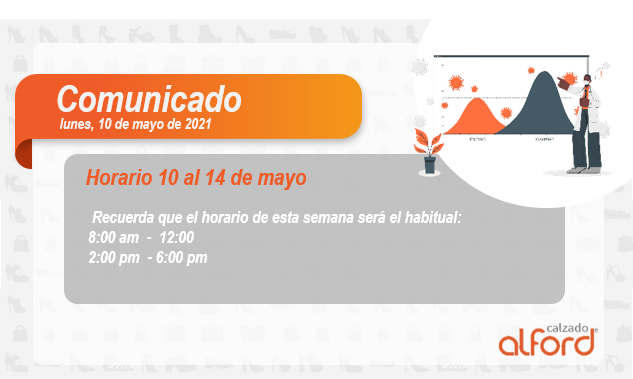 Comunicado
lunes, 10 de mayo de 2021
Horario 10 al 14 de mayo
Recuerda que el horario de esta semana será el habitual:
8:00 am - 12:00
2:00 pm - 6:00 pm
calzado
alford